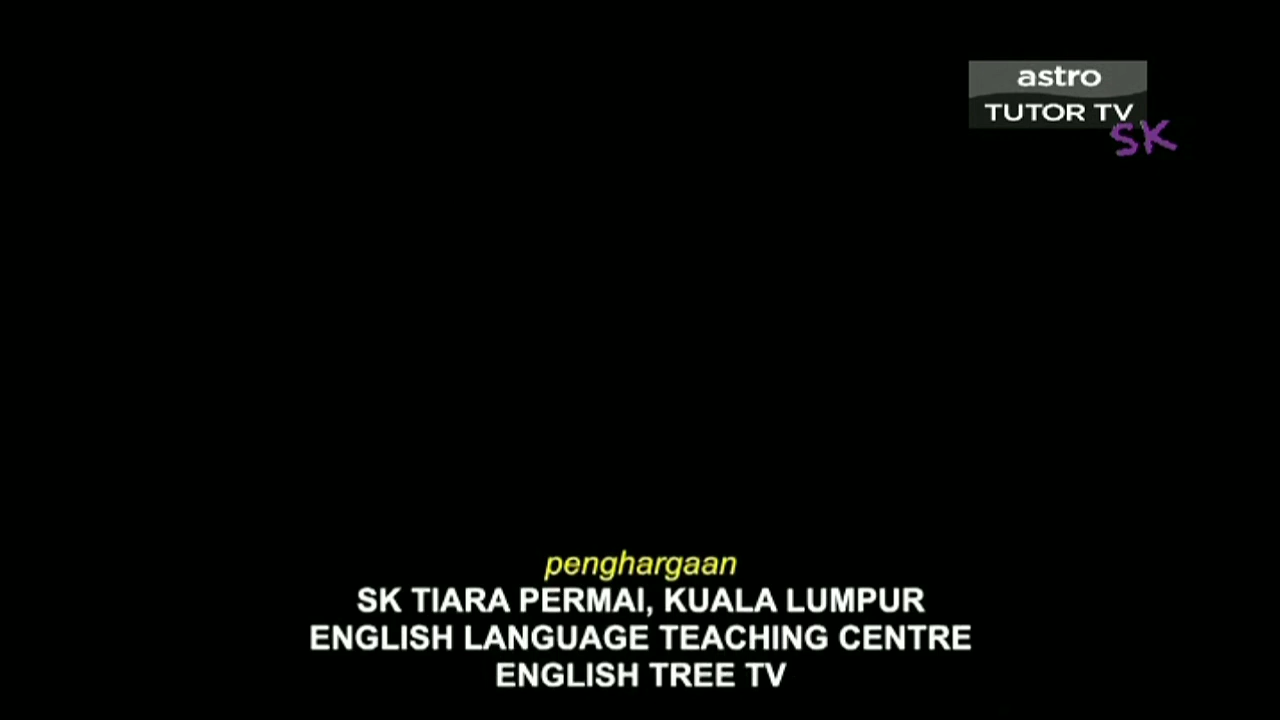 astro
TUTOR TV
SK
penghargaan
SK TIARA PERMAI, KUALA LUMPUR
ENGLISH LANGUAGE TEACHING CENTRE
ENGLISH TREE TV